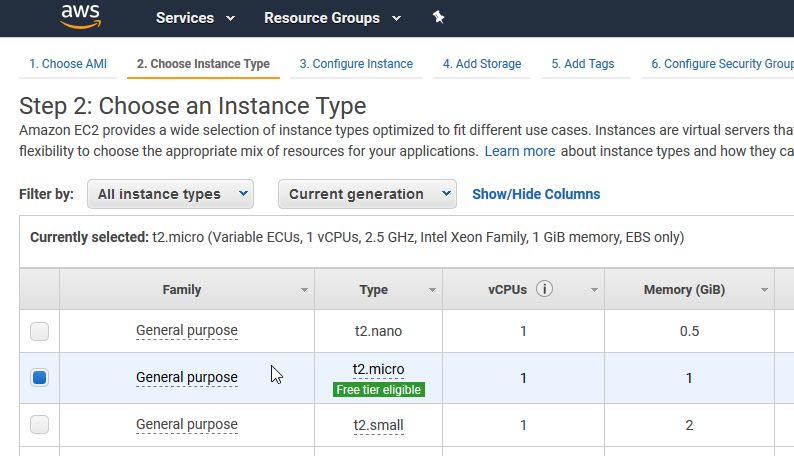 aws
Services
Resource Groups
1. Choose AMI
2. Choose Instance Type
3. Configure Instance
4. Add Storage
5. Add Tags
6. Configure Security Group
Step 2: Choose an Instance Type
Amazon EC2 provides a wide selection of instance types optimized to fit different use cases. Instances are virtual servers tha
flexibility to choose the appropriate mix of resources for your applications. Learn more about instance types and how they ca
Filter by: All instance types Current generation Show/Hide Columns
Currently selected: t2.micro (Variable ECUs, 1 vCPUs, 2.5 GHz, Intel Xeon Family, 1 GiB memory, EBS only)
Family Type vCPUs i Memory (GiB)
General purpose t2.nano 1 0.5
General purpose t2.micro 1 1
Free tier eligible
General purpose t2.small 1 2